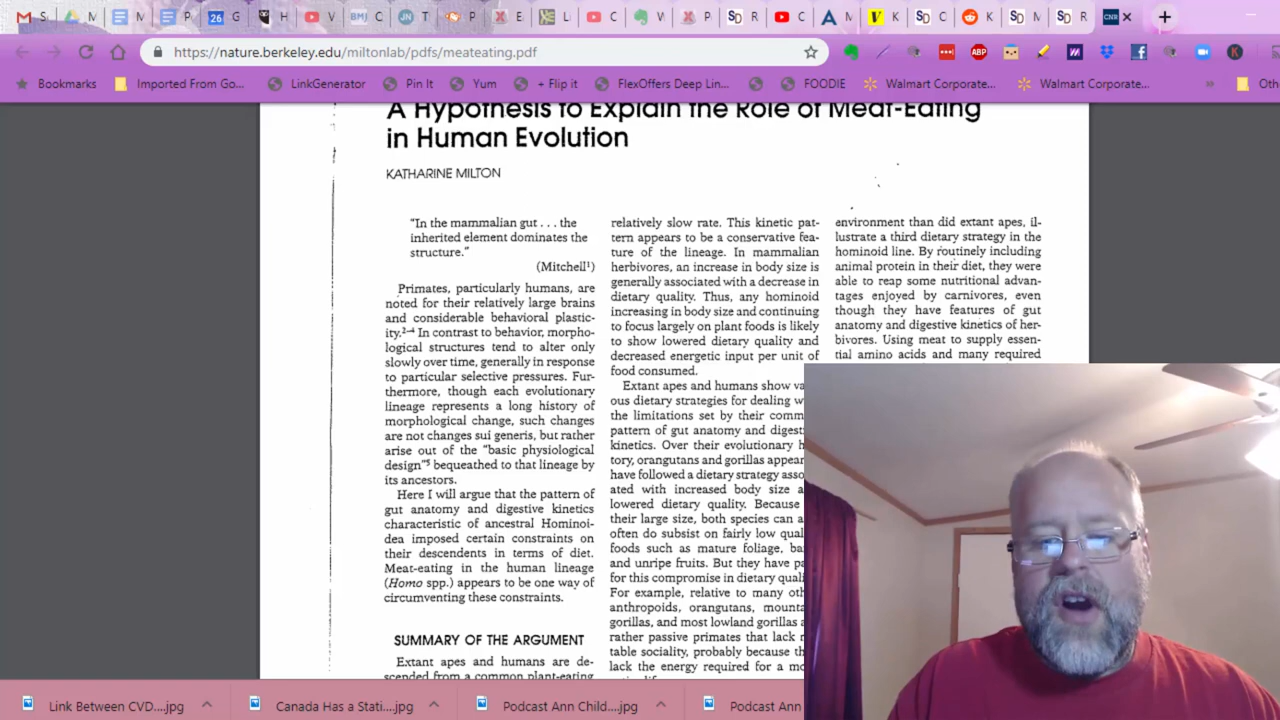 26
G
H
V
C
BMJ
C
JN
T
P
E
Li
C
V
P
SD
R
C
A
M
V
K
SD
C
K
SD
M
SD
R
CNR
https://nature.berkeley.edu/miltonlab/pdfs/meateating.pdf
ABP
K
Bookmarks
Imported From Go...
LinkGenerator
Pin It
Yum
+ Flip it
FlexOffers Deep Lin...
FOODIE
Walmart Corporate...
Walmart Corporate...
»
Oth
A Hypothesis to Explain the Role of Meat-Eating
in Human Evolution
KATHARINE MILTON
"In the mammalian gut . . . the
inherited element dominates the
structure."
(Mitchell¹)
Primates, particularly humans, are
noted for their relatively large brains
and considerable behavioral plastic-
ity.²⁻⁴ In contrast to behavior, morpho-
logical structures tend to alter only
slowly over time, generally in response
to particular selective pressures. Fur-
thermore, though each evolutionary
lineage represents a long history of
morphological change, such changes
are not changes sui generis, but rather
arise out of the "basic physiological
design"⁵ bequeathed to that lineage by
its ancestors.
Here I will argue that the pattern of
gut anatomy and digestive kinetics
characteristic of ancestral Hominoi-
dea imposed certain constraints on
their descendents in terms of diet.
Meat-eating in the human lineage
(Homo spp.) appears to be one way of
circumventing these constraints.
SUMMARY OF THE ARGUMENT
Extant apes and humans are de-
scended from a common plant-eating
relatively slow rate. This kinetic pat-
tern appears to be a conservative fea-
ture of the lineage. In mammalian
herbivores, an increase in body size is
generally associated with a decrease in
dietary quality. Thus, any hominoid
increasing in body size and continuing
to focus largely on plant foods is likely
to show lowered dietary quality and
decreased energetic input per unit of
food consumed.
Extant apes and humans show va
ous dietary strategies for dealing w
the limitations set by their comm
pattern of gut anatomy and digest
kinetics. Over their evolutionary h
tory, orangutans and gorillas appear
have followed a dietary strategy asso
ated with increased body size a
lowered dietary quality. Because
their large size, both species can a
often do subsist on fairly low qual
foods such as mature foliage, ba
and unripe fruits. But they have pa
for this compromise in dietary quali
For example, relative to many oth
anthropoids, orangutans, mounta
gorillas, and most lowland gorillas a
rather passive primates that lack n
table sociality, probably because th
lack the energy required for a mo
environment than did extant apes, il-
lustrate a third dietary strategy in the
hominoid line. By routinely including
animal protein in their diet, they were
able to reap some nutritional advan-
tages enjoyed by carnivores, even
though they have features of gut
anatomy and digestive kinetics of her-
bivores. Using meat to supply essen-
tial amino acids and many required
Link Between CVD....jpg
Canada Has a Stati....jpg
Podcast Ann Child....jpg
Podcast Ann